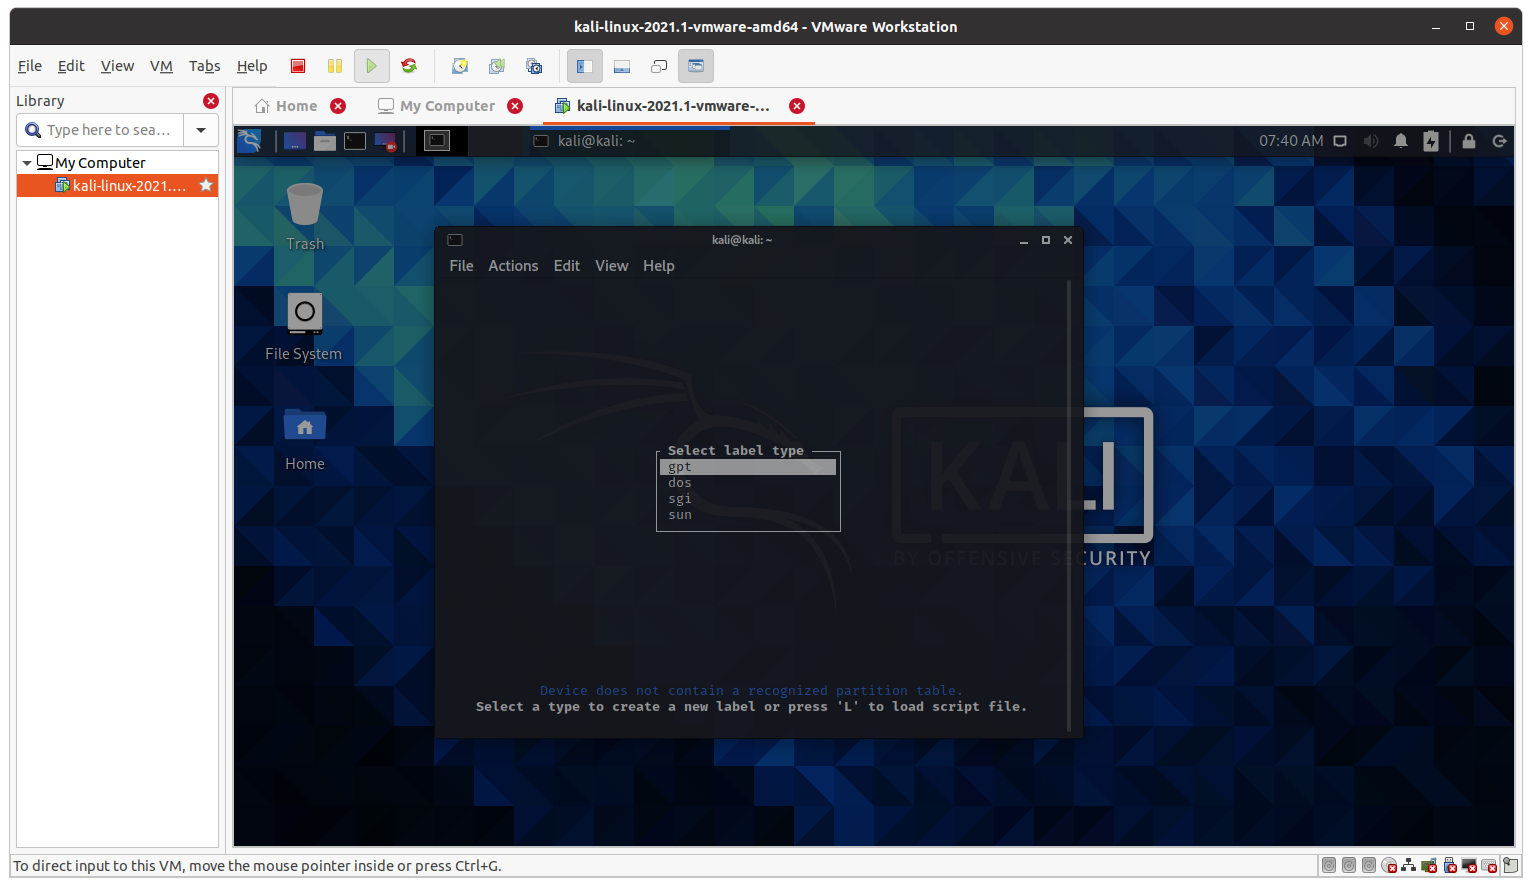 kali-linux-2021.1-vmware-amd64 - VMware Workstation
File Edit View VM Tabs Help
Library
Home
My Computer
kali-linux-2021.1-vmware-...
Type here to sea...
My Computer
kali-linux-2021....
kali@kali: ~
07:40 AM
Trash
File System
Home
kali@kali: ~
File Actions Edit View Help
Select label type
gpt
dos
sgi
sun
KALI
BY OFFENSIVE SECURITY
Device does not contain a recognized partition table.
Select a type to create a new label or press 'L' to load script file.
To direct input to this VM, move the mouse pointer inside or press Ctrl+G.